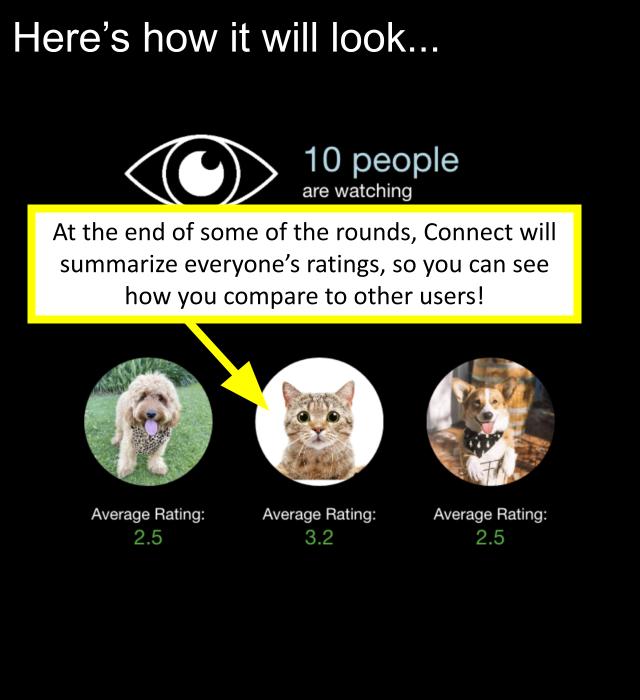 Here’s how it will look...
10 people
are watching
At the end of some of the rounds, Connect will
summarize everyone’s ratings, so you can see
how you compare to other users!
Average Rating:
2.5
Average Rating:
3.2
Average Rating:
2.5